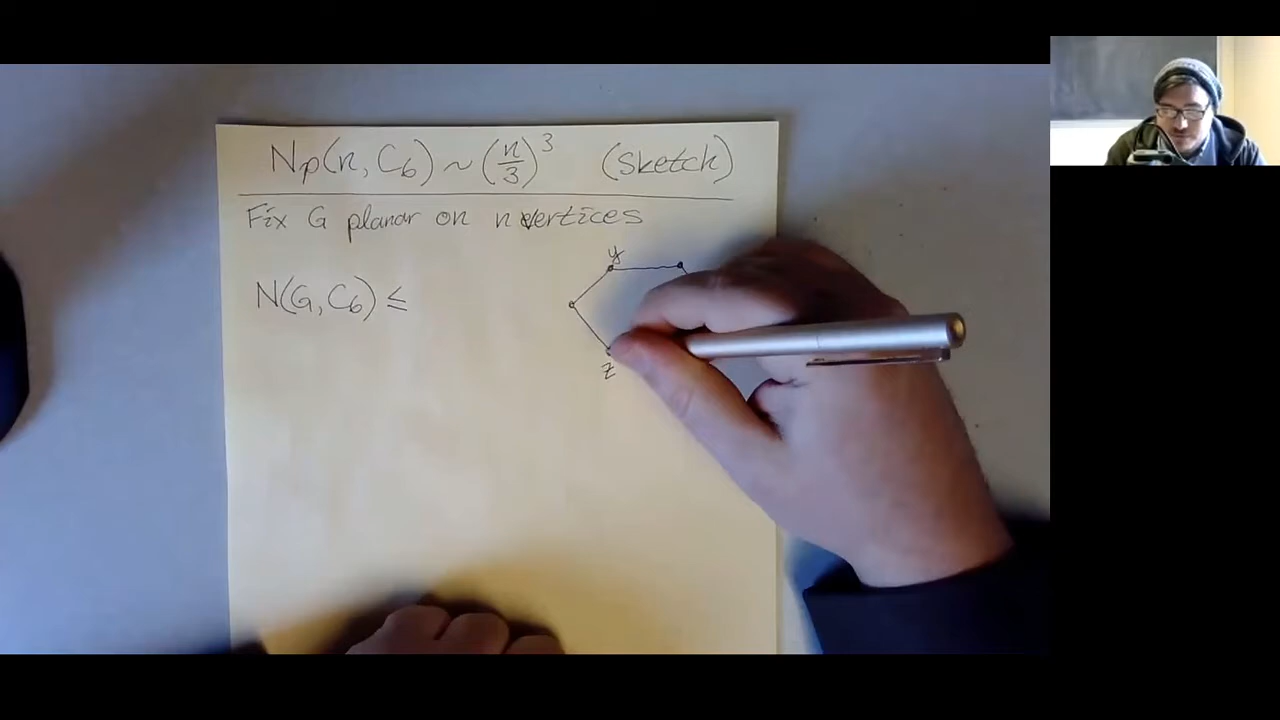 Np(n, C6) ~ (n/3)^3 (sketch)
Fix G planar on n vertices
N(G, C6) ≤
y
z